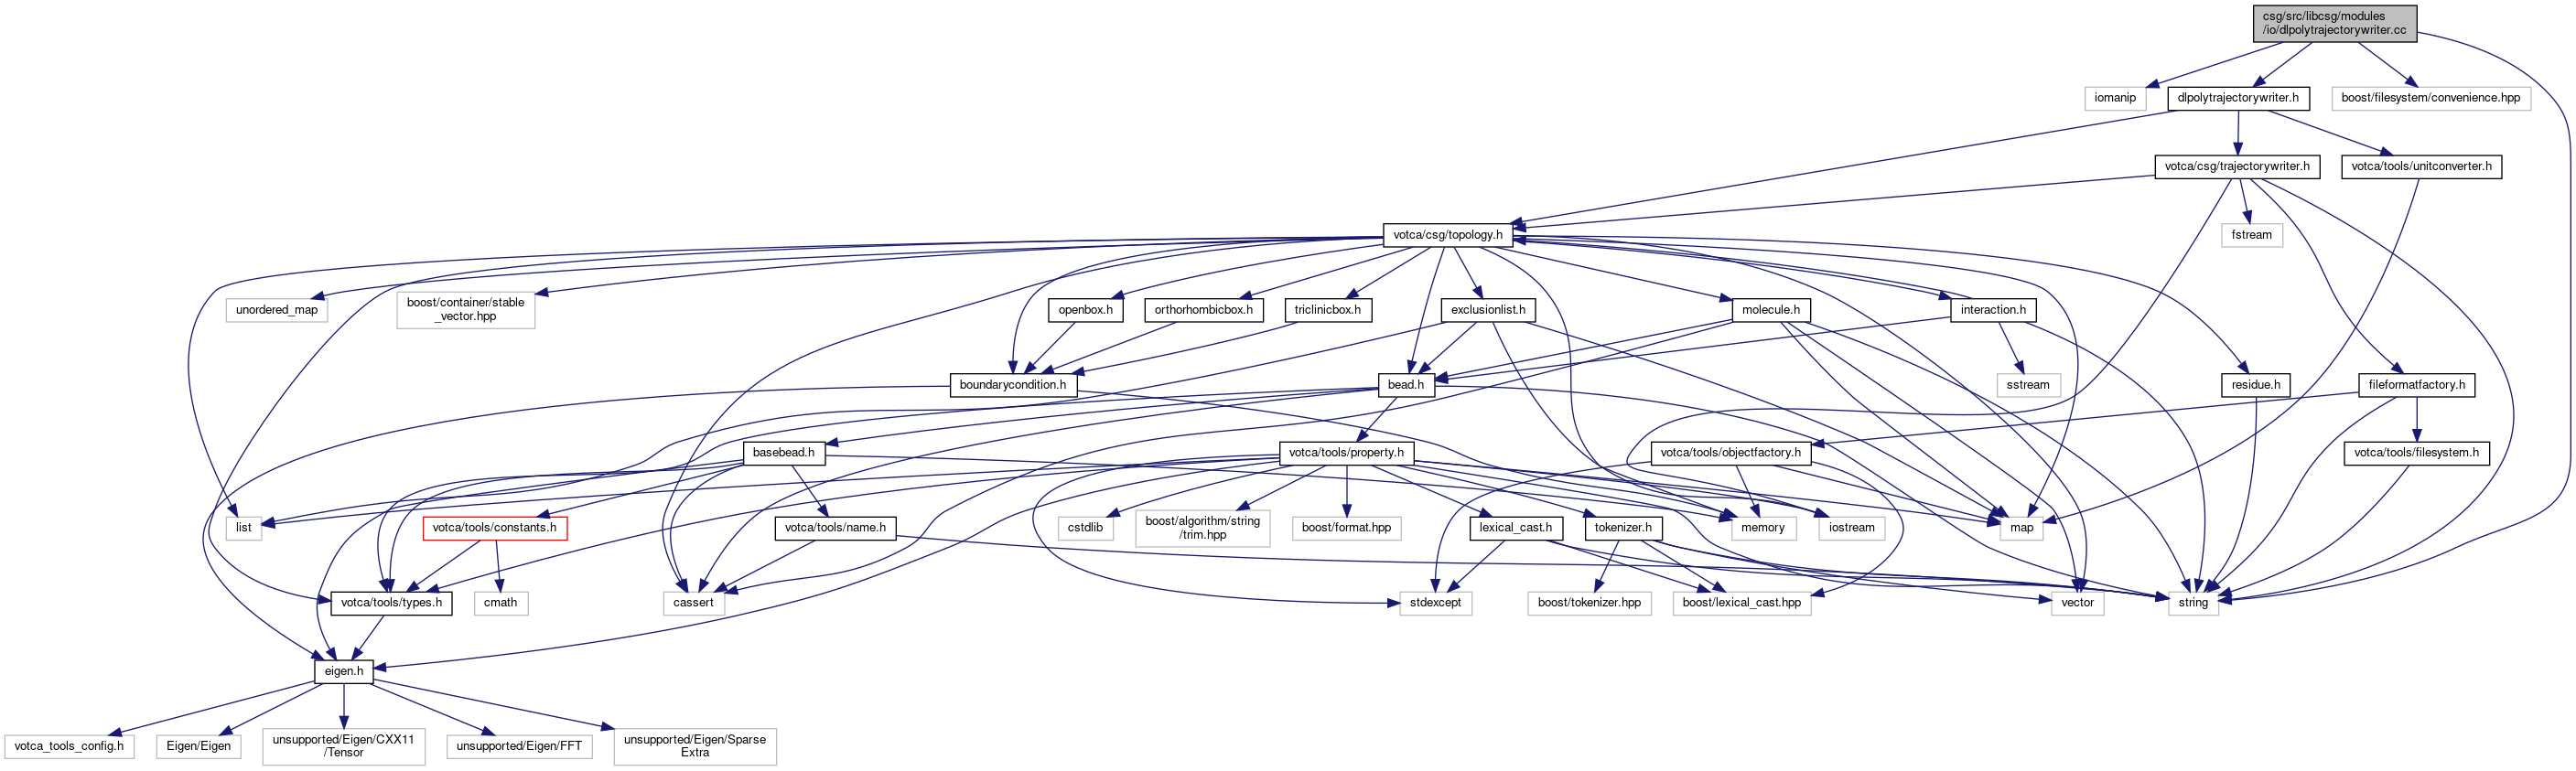 csg/src/libcsg/modules
/io/dlpolytrajectorywriter.cc
iomanip
dlpolytrajectorywriter.h
boost/filesystem/convenience.hpp
votca/csg/trajectorywriter.h
votca/tools/unitconverter.h
votca/csg/topology.h
fstream
unordered_map
boost/container/stable
_vector.hpp
openbox.h
orthorhombicbox.h
triclinicbox.h
exclusionlist.h
molecule.h
interaction.h
boundarycondition.h
bead.h
sstream
residue.h
fileformatfactory.h
basebead.h
votca/tools/property.h
votca/tools/objectfactory.h
votca/tools/filesystem.h
list
votca/tools/constants.h
votca/tools/name.h
cstdlib
boost/algorithm/string
/trim.hpp
boost/format.hpp
lexical_cast.h
tokenizer.h
memory
iostream
map
votca/tools/types.h
cmath
cassert
stdexcept
boost/tokenizer.hpp
boost/lexical_cast.hpp
vector
string
eigen.h
votca_tools_config.h
Eigen/Eigen
unsupported/Eigen/CXX11
/Tensor
unsupported/Eigen/FFT
unsupported/Eigen/Sparse
Extra